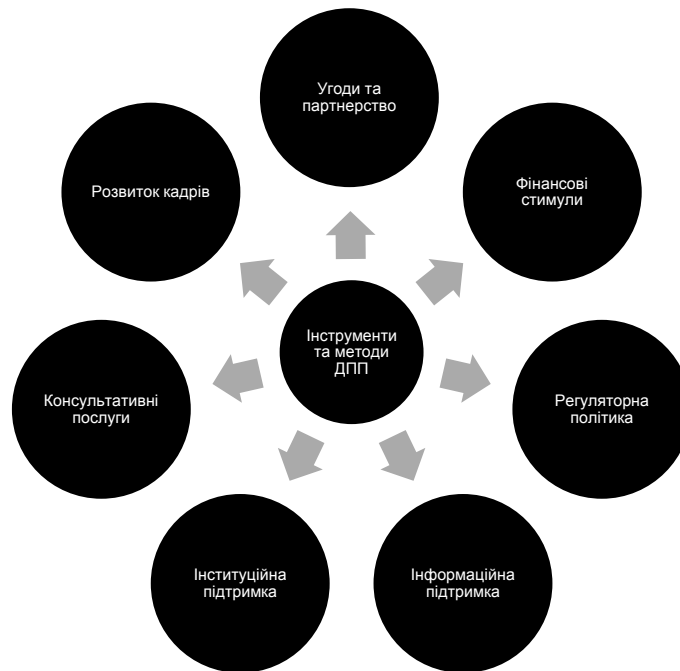 Угоди та
партнерство
Фінансові
стимули
Регуляторна
політика
Інформаційна
підтримка
Інституційна
підтримка
Консультативні
послуги
Розвиток кадрів
Інструменти
та методи
ДПП